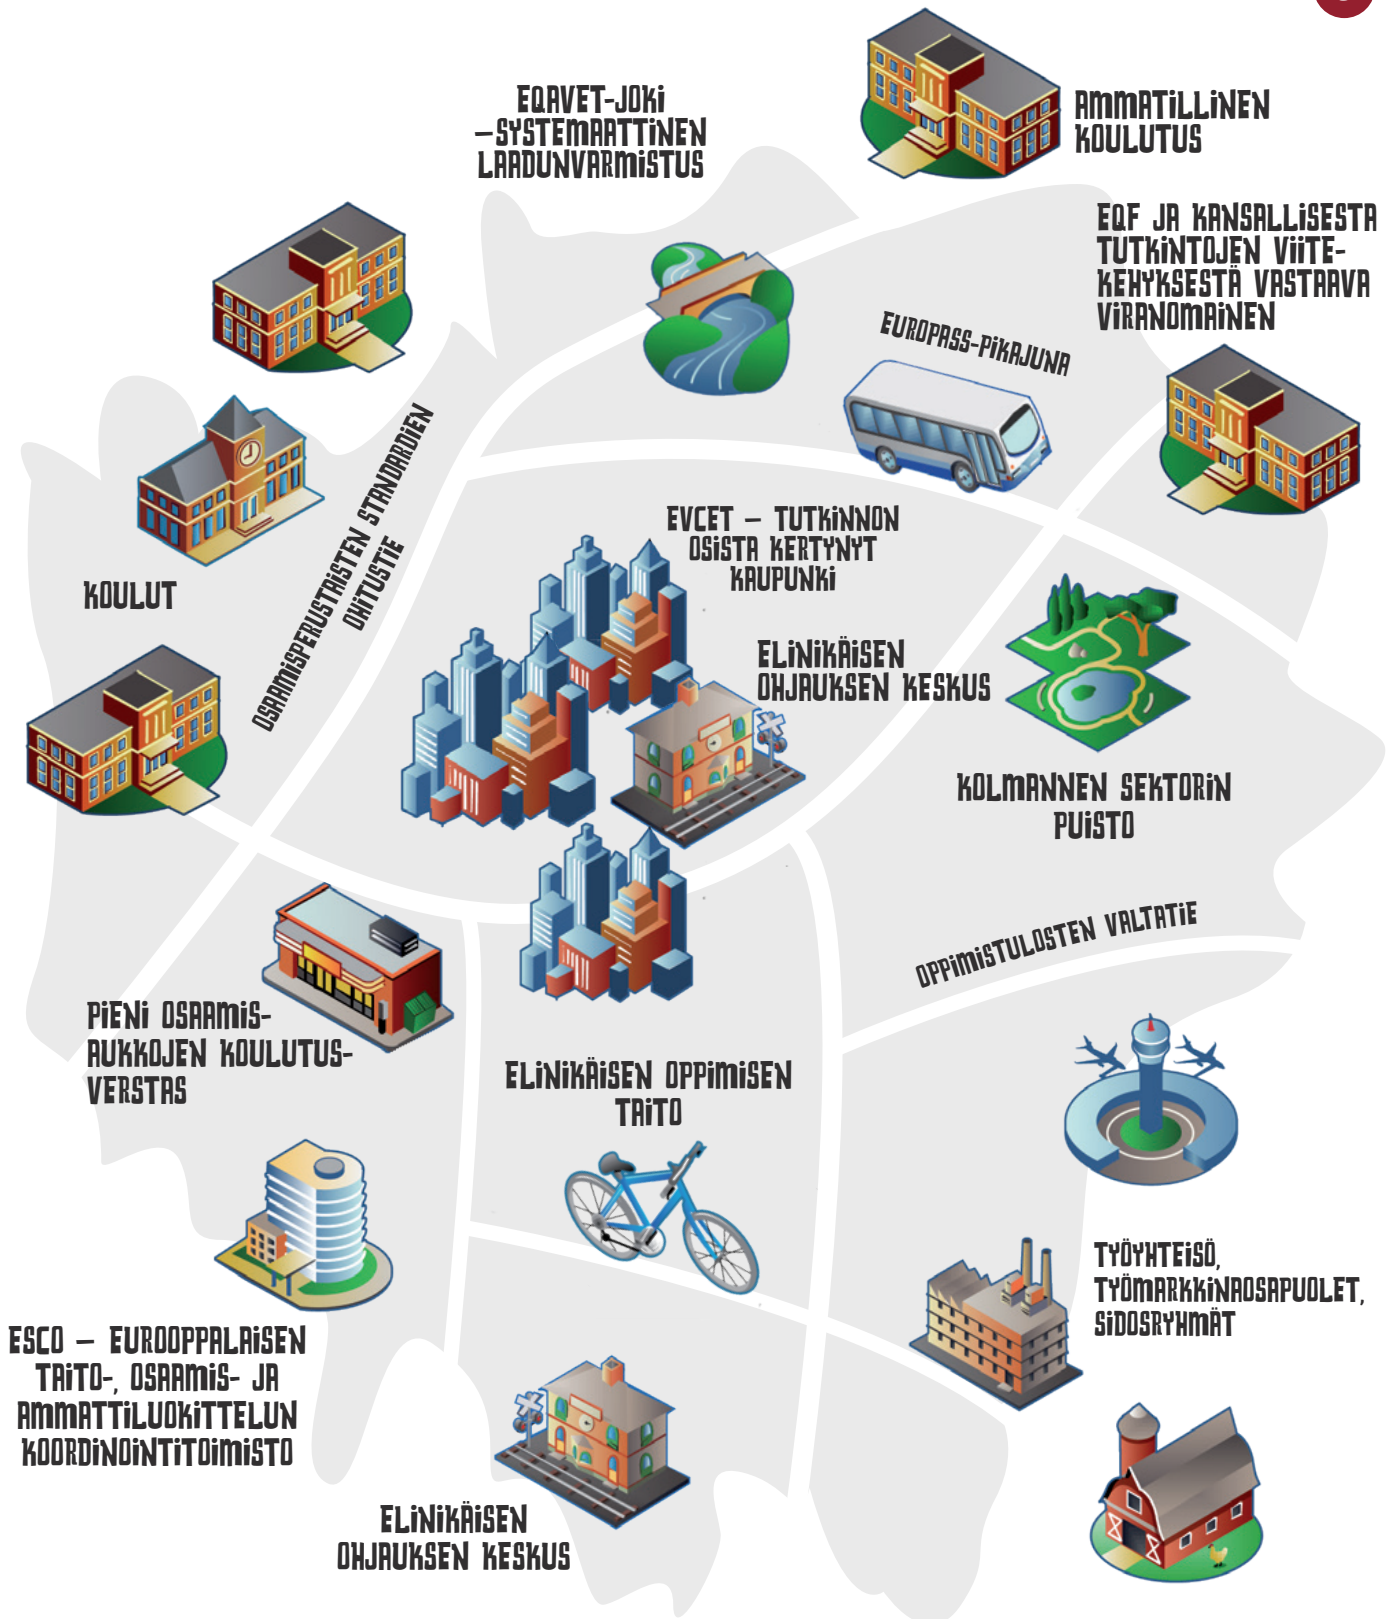 EQAVET-JOKI
– SYSTEMAATTINEN
LAADUNVARMISTUS
AMMATILLINEN
KOULUTUS
EQF JA KANSALLISESTA
TUTKINTOJEN VIITE-
KEHYKSESTÄ VASTAAVA
VIRANOMAINEN
EUROPASS-PIKAJUNA
OSAAMISPERUSTAISTEN STANDARDIEN
OHITUSTIE
KOULUT
EVCET – TUTKINNON
OSISTA KERTYNYT
KAUPUNKI
ELINIKÄISEN
OHJAUKSEN KESKUS
KOLMANNEN SEKTORIN
PUISTO
OPPIMISTULOSTEN VALTATIE
PIENI OSAAMIS-
AUKKOJEN KOULUTUS-
VERSTAS
ELINIKÄISEN OPPIMISEN
TAITO
TYÖYHTEISÖ,
TYÖMARKKINAOSAPUOLET,
SIDOSRYHMÄT
ESCO – EUROOPPALAISEN
TAITO-, OSAAMIS- JA
AMMATTILUOKITTELUN
KOORDINOINTITOIMISTO
ELINIKÄISEN
OHJAUKSEN KESKUS